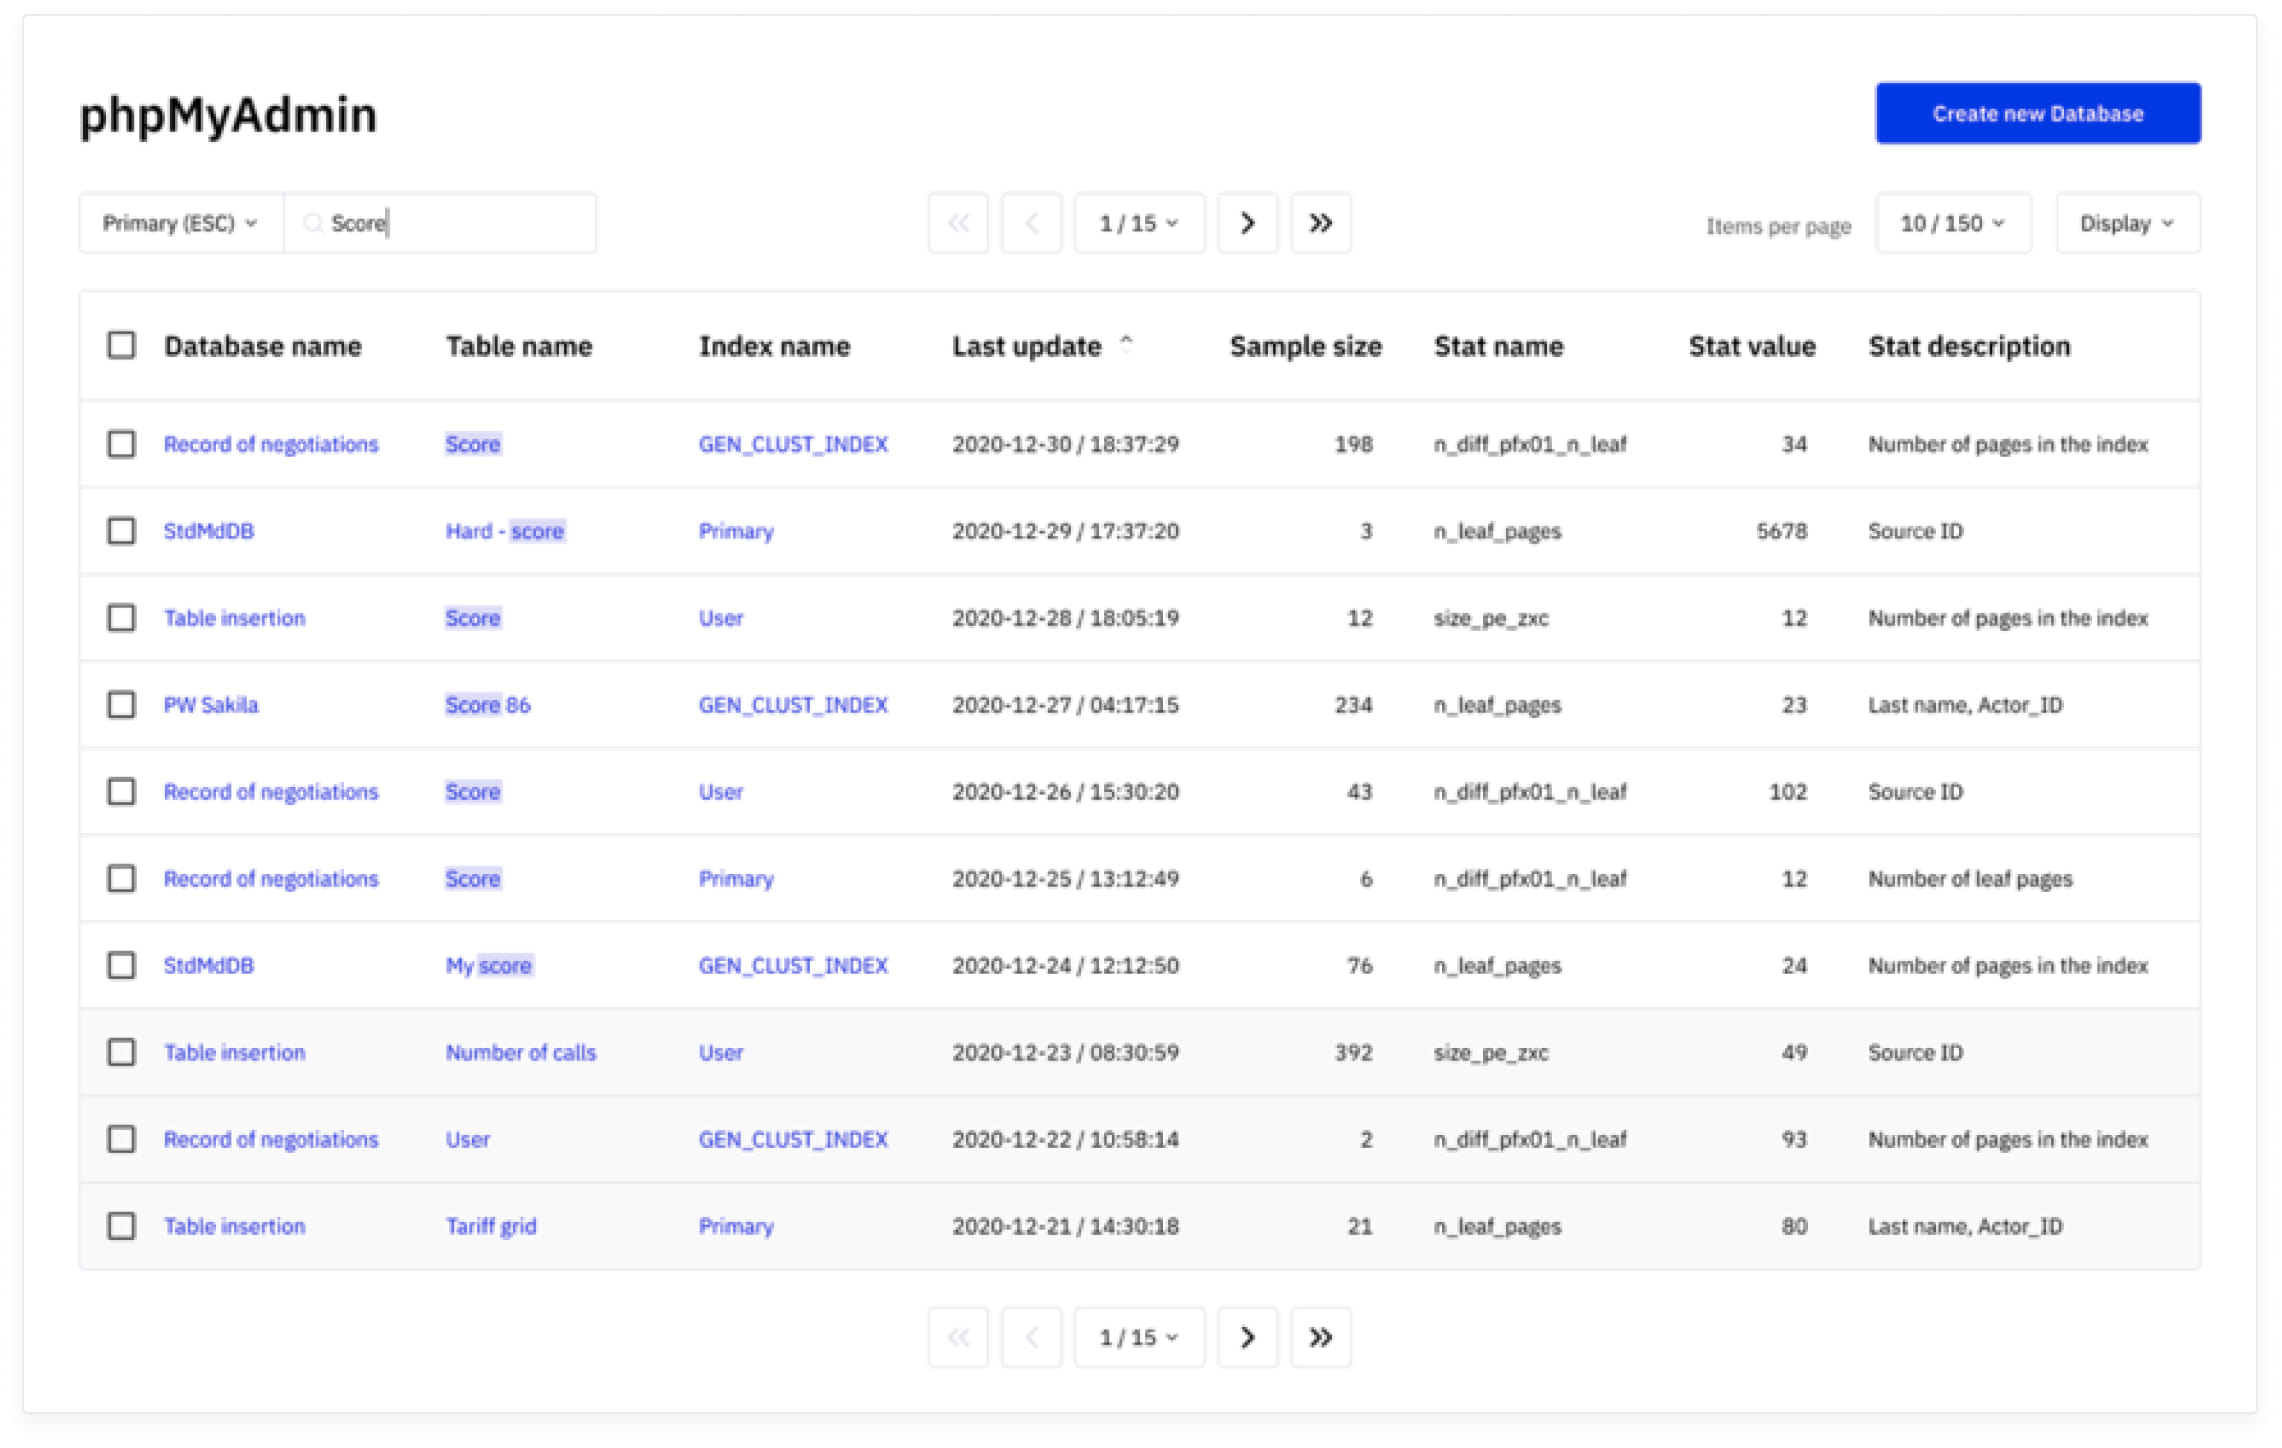 phpMyAdmin
Create new Database
Primary (ESC) Score 1 / 15 Items per page 10 / 150 Display
Database name Table name Index name Last update Sample size Stat name Stat value Stat description
Record of negotiations Score GEN_CLUST_INDEX 2020-12-30 / 18:37:29 198 n_diff_pfx01_n_leaf 34 Number of pages in the index
StdMdDB Hard - score Primary 2020-12-29 / 17:37:20 3 n_leaf_pages 5678 Source ID
Table insertion Score User 2020-12-28 / 18:05:19 12 size_pe_zxc 12 Number of pages in the index
PW Sakila Score 86 GEN_CLUST_INDEX 2020-12-27 / 04:17:15 234 n_leaf_pages 23 Last name, Actor_ID
Record of negotiations Score User 2020-12-26 / 15:30:20 43 n_diff_pfx01_n_leaf 102 Source ID
Record of negotiations Score Primary 2020-12-25 / 13:12:49 6 n_diff_pfx01_n_leaf 12 Number of leaf pages
StdMdDB My score GEN_CLUST_INDEX 2020-12-24 / 12:12:50 76 n_leaf_pages 24 Number of pages in the index
Table insertion Number of calls User 2020-12-23 / 08:30:59 392 size_pe_zxc 49 Source ID
Record of negotiations User GEN_CLUST_INDEX 2020-12-22 / 10:58:14 2 n_diff_pfx01_n_leaf 93 Number of pages in the index
Table insertion Tariff grid Primary 2020-12-21 / 14:30:18 21 n_leaf_pages 80 Last name, Actor_ID
1 / 15